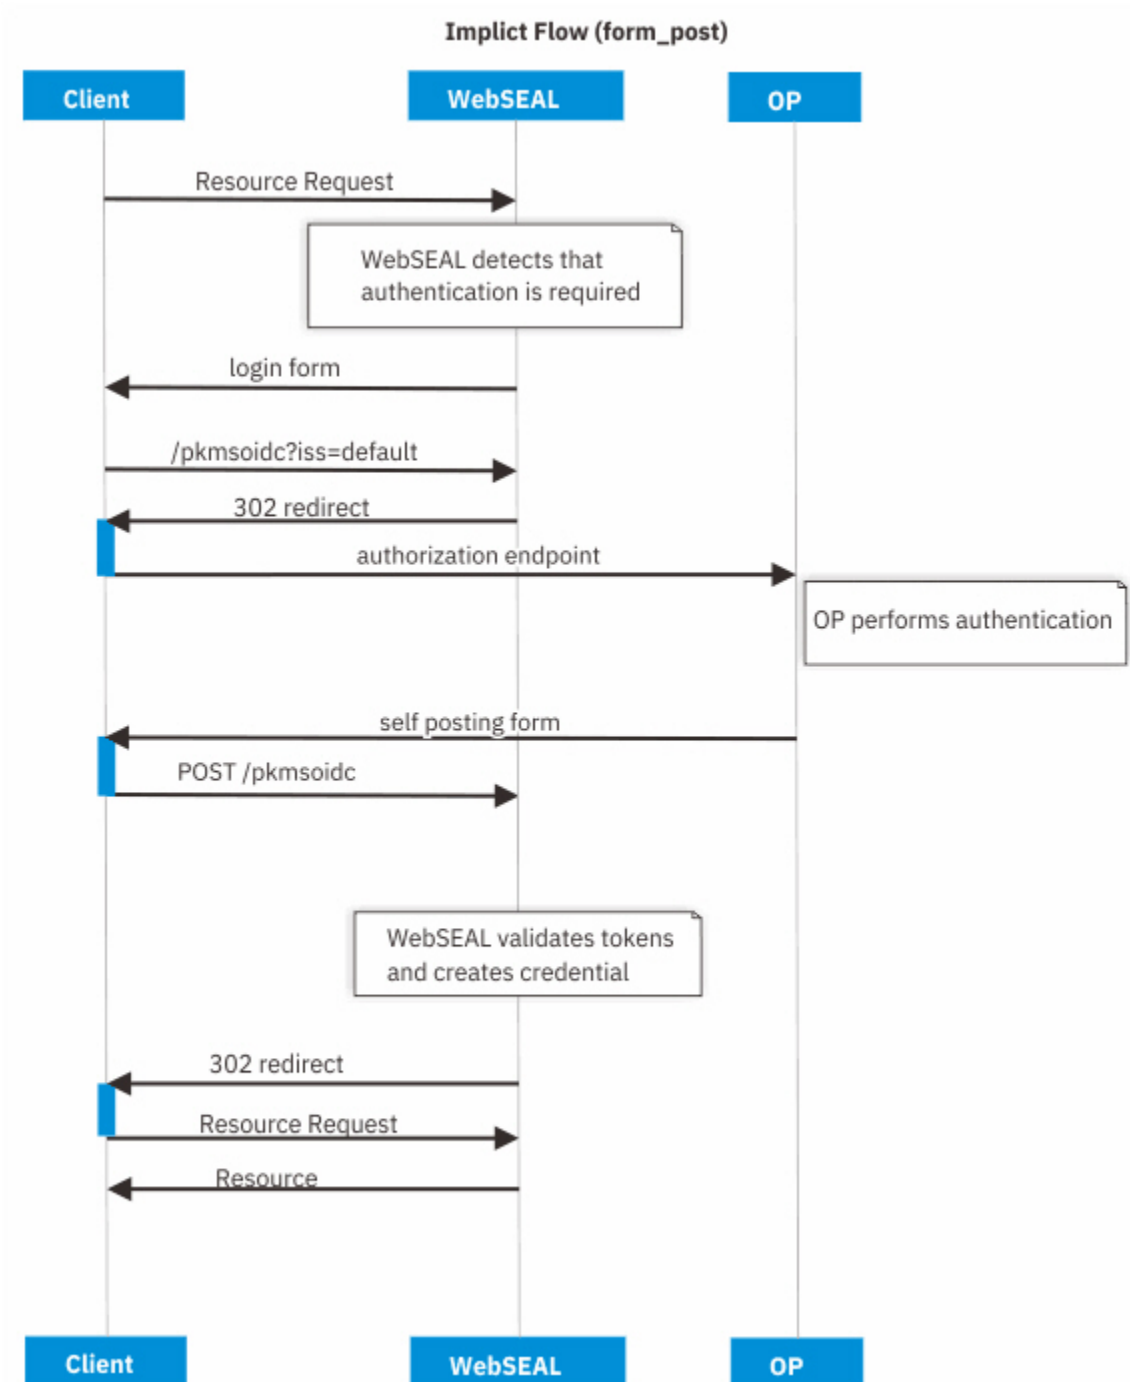 Implict Flow (form_post)
Client
WebSEAL
OP
Resource Request
WebSEAL detects that
authentication is required
login form
/pkmsoidc?iss=default
302 redirect
authorization endpoint
OP performs authentication
self posting form
POST /pkmsoidc
WebSEAL validates tokens
and creates credential
302 redirect
Resource Request
Resource
Client
WebSEAL
OP